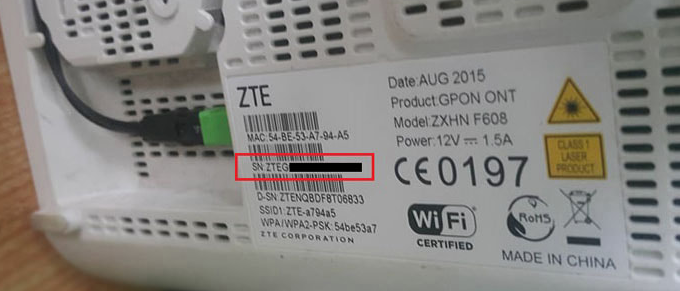 ZTE
MAC: 54-BE-53-A7-94-A5
SN:ZTEG
D-SN:ZTENQBDF8T06833
SSID1:ZTE-a794a5
WPA/WPA2-PSK: 54be53a7
ZTE CORPORATION
Date:AUG 2015
Product:GPON ONT
Model:ZXHN F608
Power:12V ⎓ 1.5A
CE0197
CLASS 1
LASER
PRODUCT
WiFi
CERTIFIED
RoHS
MADE IN CHINA